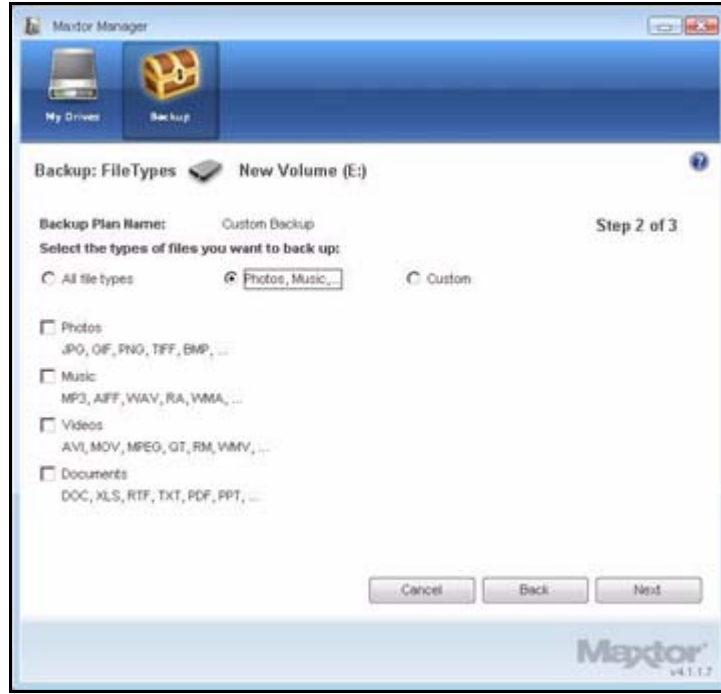 Maxtor Manager
My Drives
Backup
Backup: FileTypes New Volume (E:)
Backup Plan Name: Custom Backup Step 2 of 3
Select the types of files you want to back up:
All file types Photos, Music,... Custom
Photos
JPG, GIF, PNG, TIFF, BMP, ...
Music
MP3, AIFF, WAV, RA, WMA, ...
Videos
AVI, MOV, MPEG, QT, RM, WMV, ...
Documents
DOC, XLS, RTF, TXT, PDF, PPT, ...
Cancel Back Next
Maxtor
v4.1.1.7